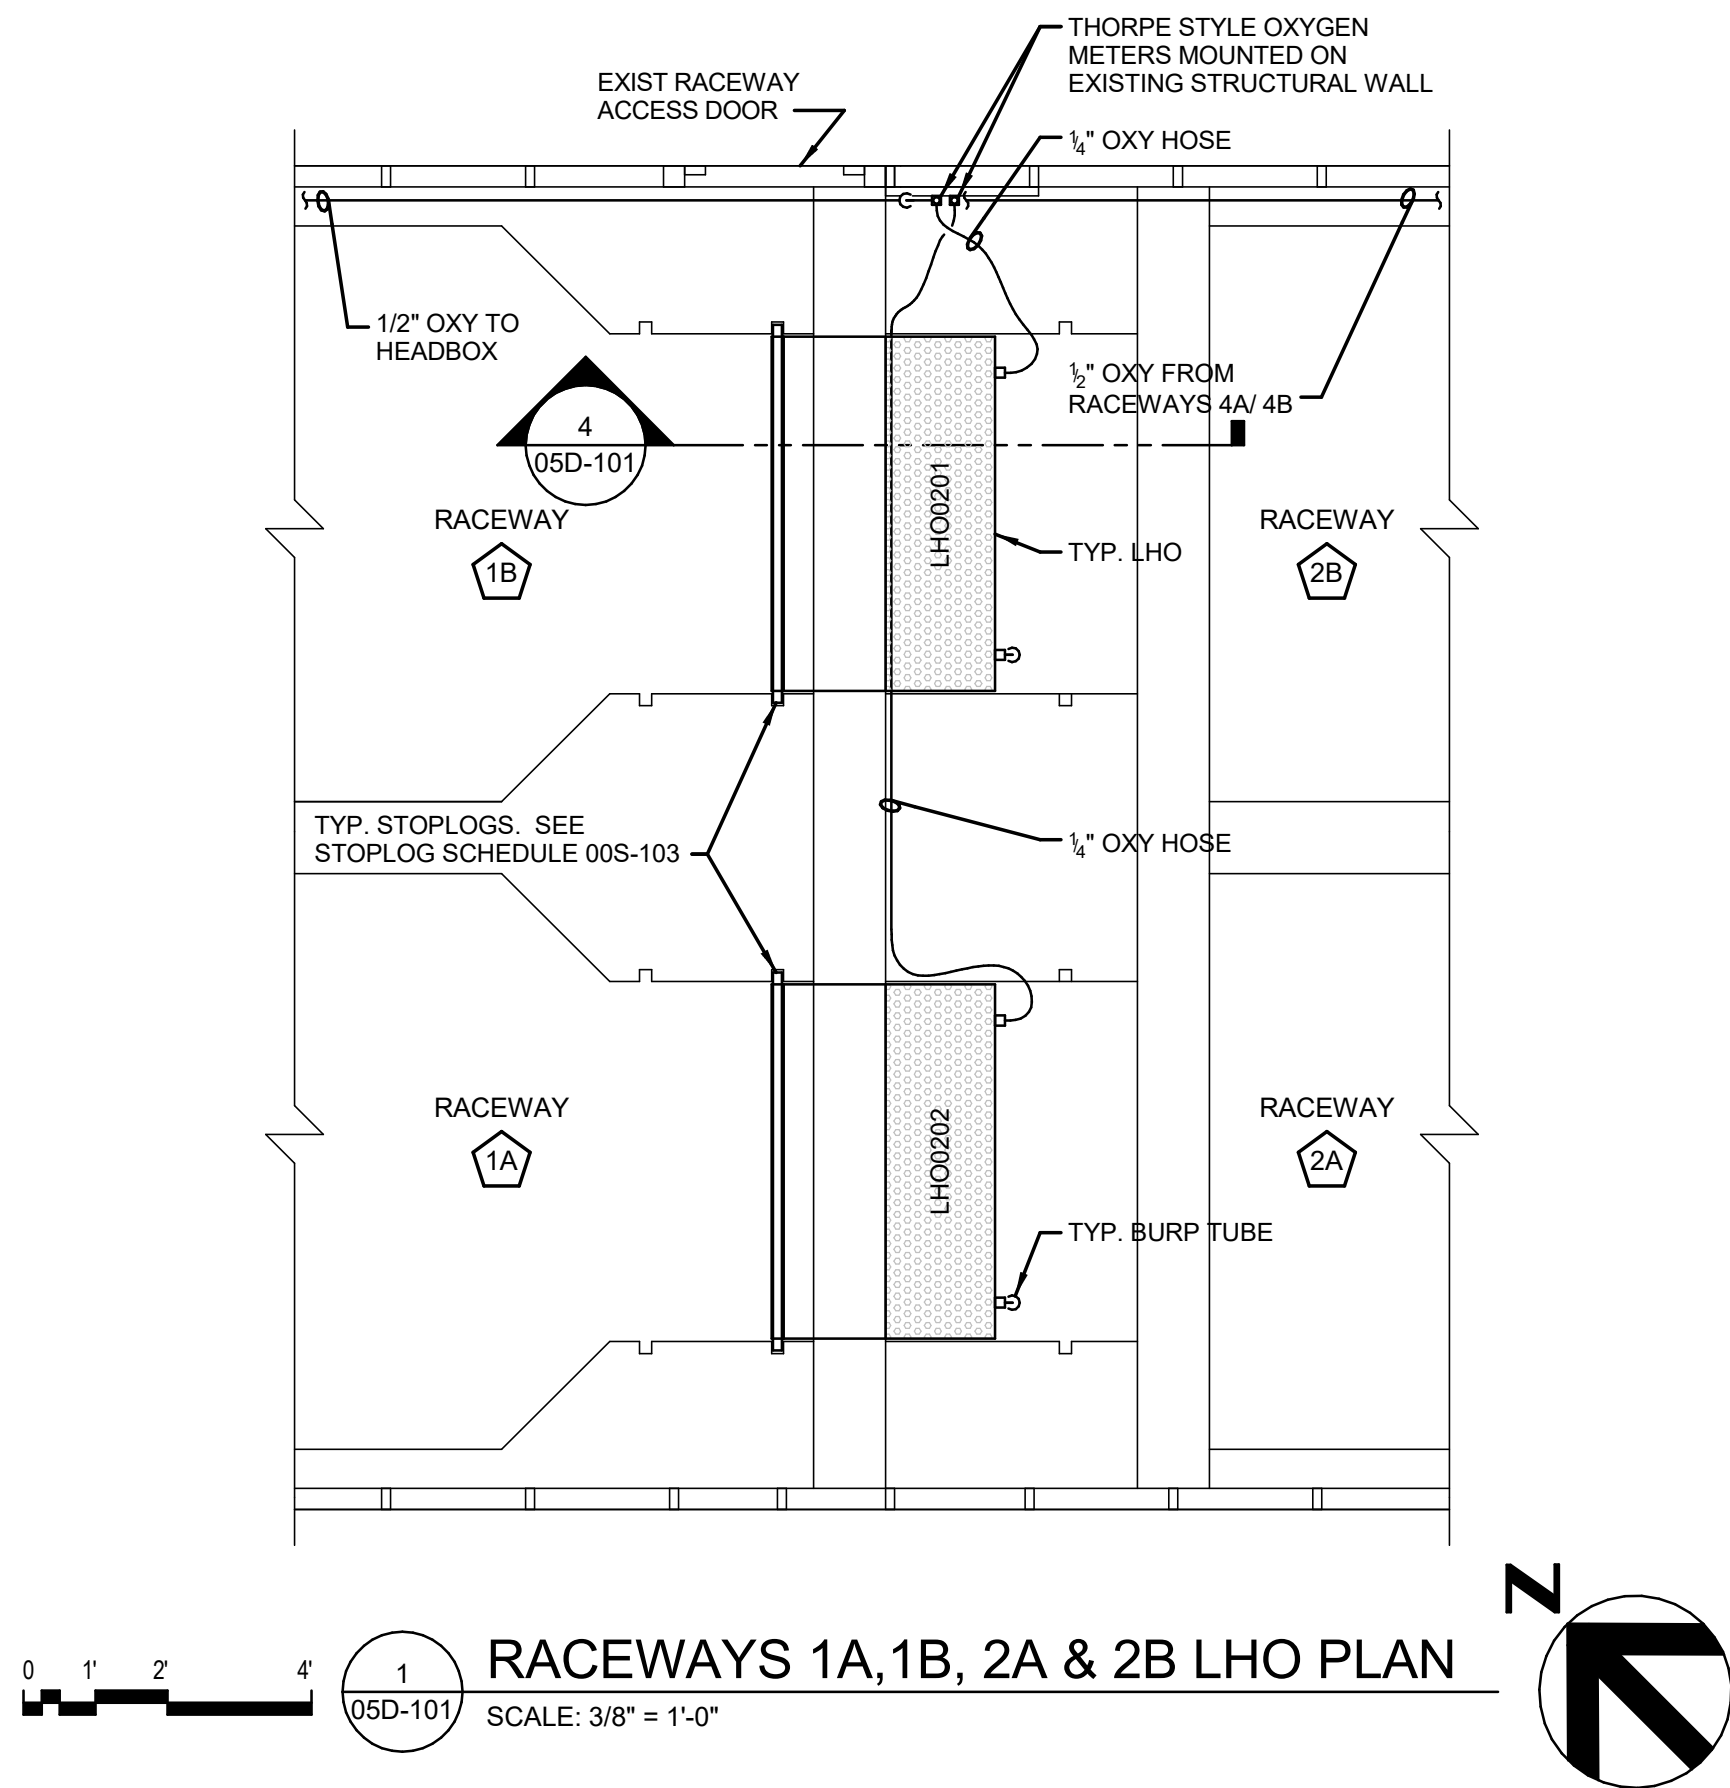 THORPE STYLE OXYGEN
METERS MOUNTED ON
EXISTING STRUCTURAL WALL
EXIST RACEWAY
ACCESS DOOR
¼" OXY HOSE
1/2" OXY TO
HEADBOX
½" OXY FROM
RACEWAYS 4A/ 4B
4
05D-101
LHO0201
RACEWAY
1B
TYP. LHO
RACEWAY
2B
TYP. STOPLOGS. SEE
STOPLOG SCHEDULE 00S-103
¼" OXY HOSE
RACEWAY
1A
LHO0202
RACEWAY
2A
TYP. BURP TUBE
N
0 1' 2' 4'
1
05D-101
RACEWAYS 1A,1B, 2A & 2B LHO PLAN
SCALE: 3/8" = 1'-0"